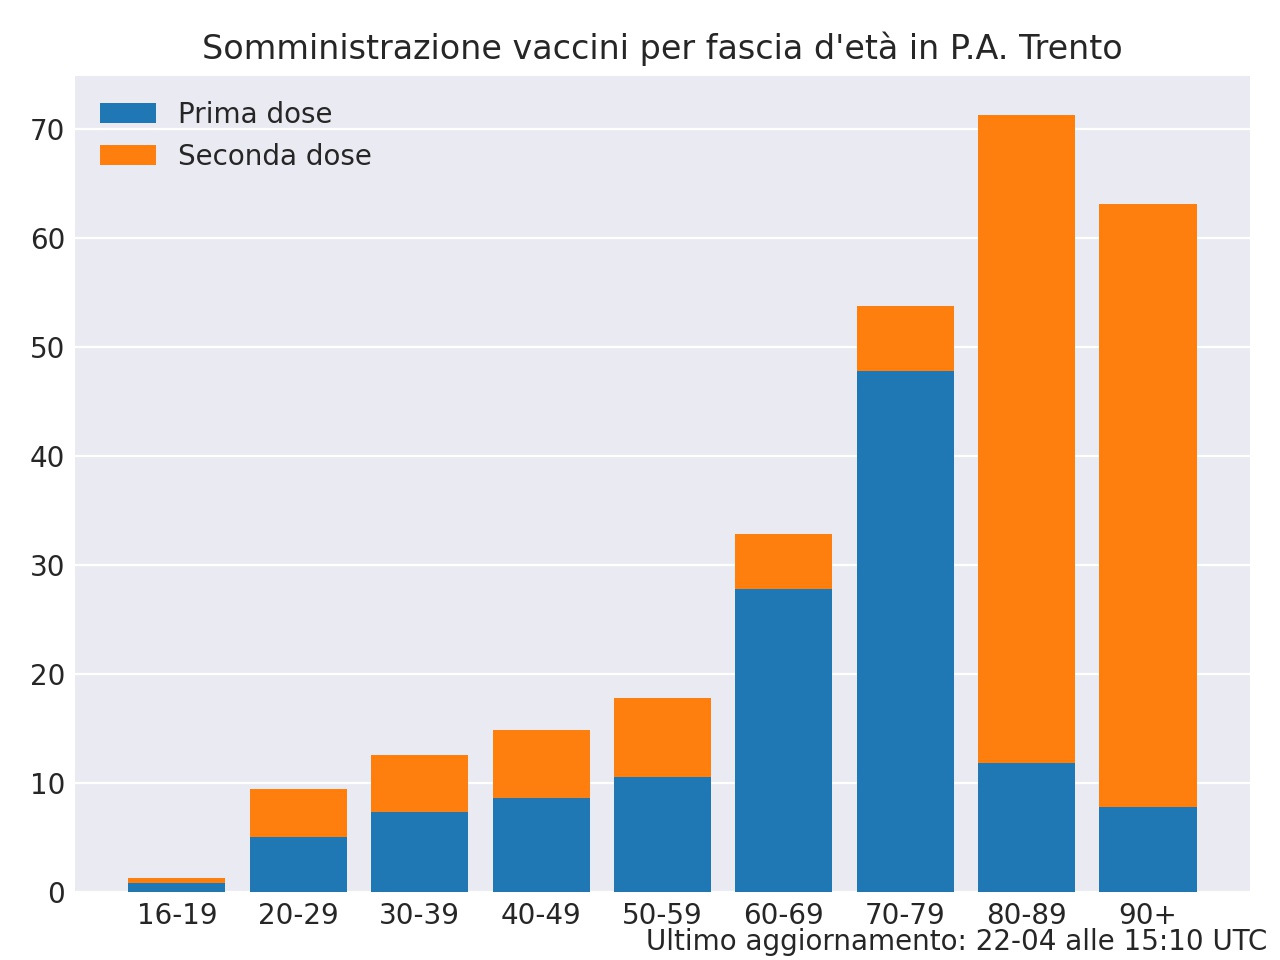 Somministrazione vaccini per fascia d'età in P.A. Trento
Prima dose
Seconda dose
70
60
50
40
30
20
10
0
16-19 20-29 30-39 40-49 50-59 60-69 70-79 80-89 90+
Ultimo aggiornamento: 22-04 alle 15:10 UTC